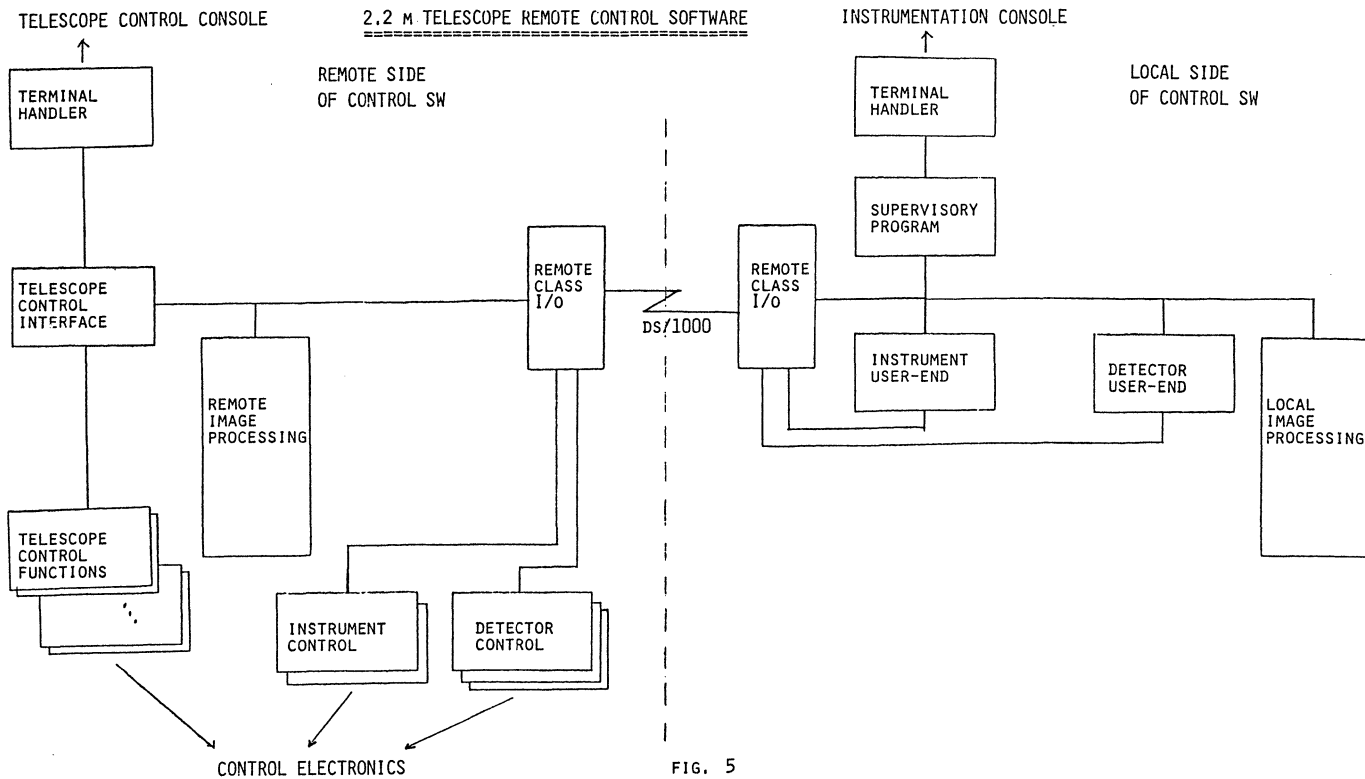 TELESCOPE CONTROL CONSOLE
2.2 M TELESCOPE REMOTE CONTROL SOFTWARE
INSTRUMENTATION CONSOLE
REMOTE SIDE
OF CONTROL SW
LOCAL SIDE
OF CONTROL SW
TERMINAL
HANDLER
TERMINAL
HANDLER
SUPERVISORY
PROGRAM
TELESCOPE
CONTROL
INTERFACE
REMOTE
CLASS
I/O
DS/1000
REMOTE
CLASS
I/O
REMOTE
IMAGE
PROCESSING
INSTRUMENT
USER-END
DETECTOR
USER-END
LOCAL
IMAGE
PROCESSING
TELESCOPE
CONTROL
FUNCTIONS
INSTRUMENT
CONTROL
DETECTOR
CONTROL
CONTROL ELECTRONICS
FIG. 5